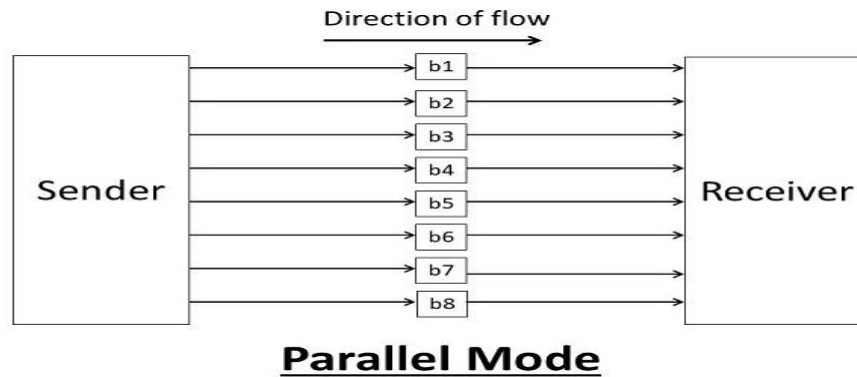 Direction of flow
b1
b2
b3
b4
Sender
Receiver
b5
b6
b7
b8
Parallel Mode